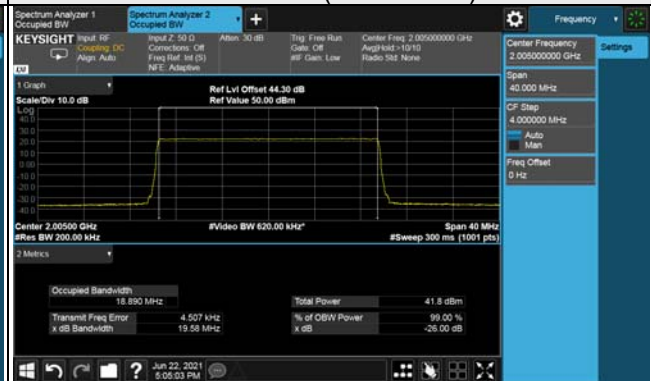 Spectrum Analyzer 1
Occupied BW
Spectrum Analyzer 2
Occupied BW
+
Frequency
KEYSIGHT
Input: RF
Coupling: DC
Align: Auto
Input Z: 50 Ω
Corrections: Off
Freq Ref: Int (S)
NFE: Adaptive
Atten: 30 dB
Trig: Free Run
Gate: Off
#IF Gain: Low
Center Freq: 2.005000000 GHz
Avg|Hold:>10/10
Radio Std: None
Center Frequency
2.005000000 GHz
Settings
Span
40.000 MHz
CF Step
4.000000 MHz
Auto
Man
Freq Offset
0 Hz
LXI
1 Graph
Scale/Div 10.0 dB
Ref Lvl Offset 44.30 dB
Ref Value 50.00 dBm
Log
40.0
30.0
20.0
10.0
0.00
-10.0
-20.0
-30.0
-40.0
Center 2.00500 GHz
#Res BW 200.00 kHz
#Video BW 620.00 kHz*
Span 40 MHz
#Sweep 300 ms (1001 pts)
2 Metrics
Occupied Bandwidth
18.890 MHz
Total Power
41.8 dBm
Transmit Freq Error
4.507 kHz
% of OBW Power
99.00 %
x dB Bandwidth
19.58 MHz
x dB
-26.00 dB
?
Jun 22, 2021
5:05:03 PM